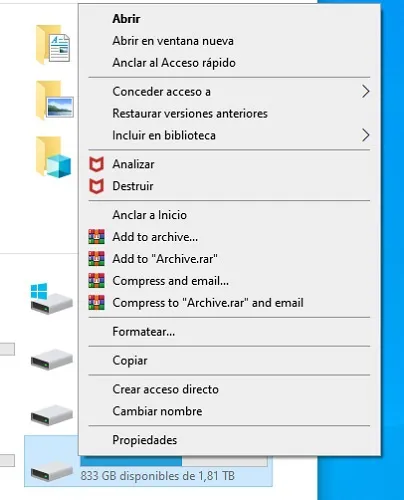 Abrir
Abrir en ventana nueva
Anclar al Acceso rápido
Conceder acceso a
Restaurar versiones anteriores
Incluir en biblioteca
Analizar
Destruir
Anclar a Inicio
Add to archive...
Add to "Archive.rar"
Compress and email...
Compress to "Archive.rar" and email
Formatear...
Copiar
Crear acceso directo
Cambiar nombre
Propiedades
833 GB disponibles de 1,81 TB